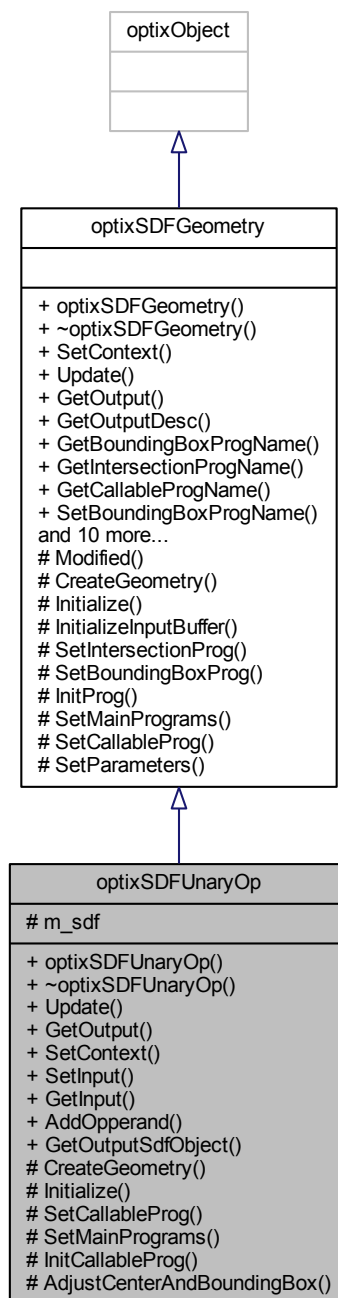 optixObject
optixSDFGeometry
+ optixSDFGeometry()
+ ~optixSDFGeometry()
+ SetContext()
+ Update()
+ GetOutput()
+ GetOutputDesc()
+ GetBoundingBoxProgName()
+ GetIntersectionProgName()
+ GetCallableProgName()
+ SetBoundingBoxProgName()
and 10 more...
# Modified()
# CreateGeometry()
# Initialize()
# InitializeInputBuffer()
# SetIntersectionProg()
# SetBoundingBoxProg()
# InitProg()
# SetMainPrograms()
# SetCallableProg()
# SetParameters()
optixSDFUnaryOp
# m_sdf
+ optixSDFUnaryOp()
+ ~optixSDFUnaryOp()
+ Update()
+ GetOutput()
+ SetContext()
+ SetInput()
+ GetInput()
+ AddOpperand()
+ GetOutputSdfObject()
# CreateGeometry()
# Initialize()
# SetCallableProg()
# SetMainPrograms()
# InitCallableProg()
# AdjustCenterAndBoundingBox()